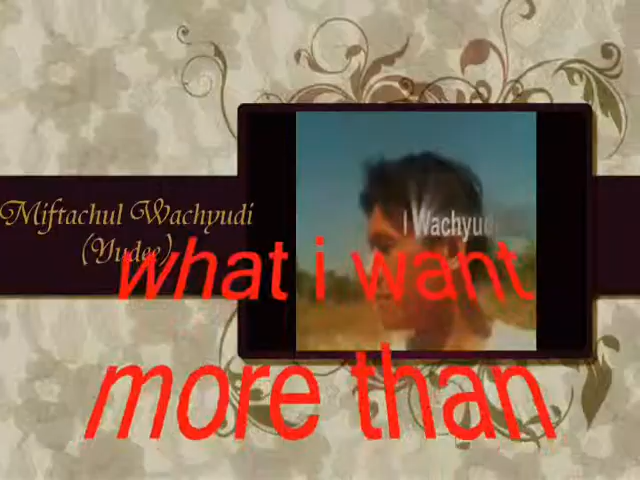 Miftachul Wachyudi
(Yudee)
l Wachyud
what i want
more than